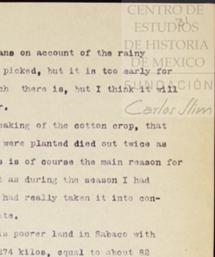 CENTRO DE
ESTUDIOS
DE HISTORIA
DE MEXICO
FUNDACIÓN
Carlos Slim
ans on account of the rainy
picked, but it is too early for
ch there is, but I think it will
r.
aking of the cotton crop, that
were planted died out twice as
s is of course the main reason for
t as during the season I had
had really taken it into con-
ate.
s poorer land in Sabaco with
274 kilos, equal to about 82